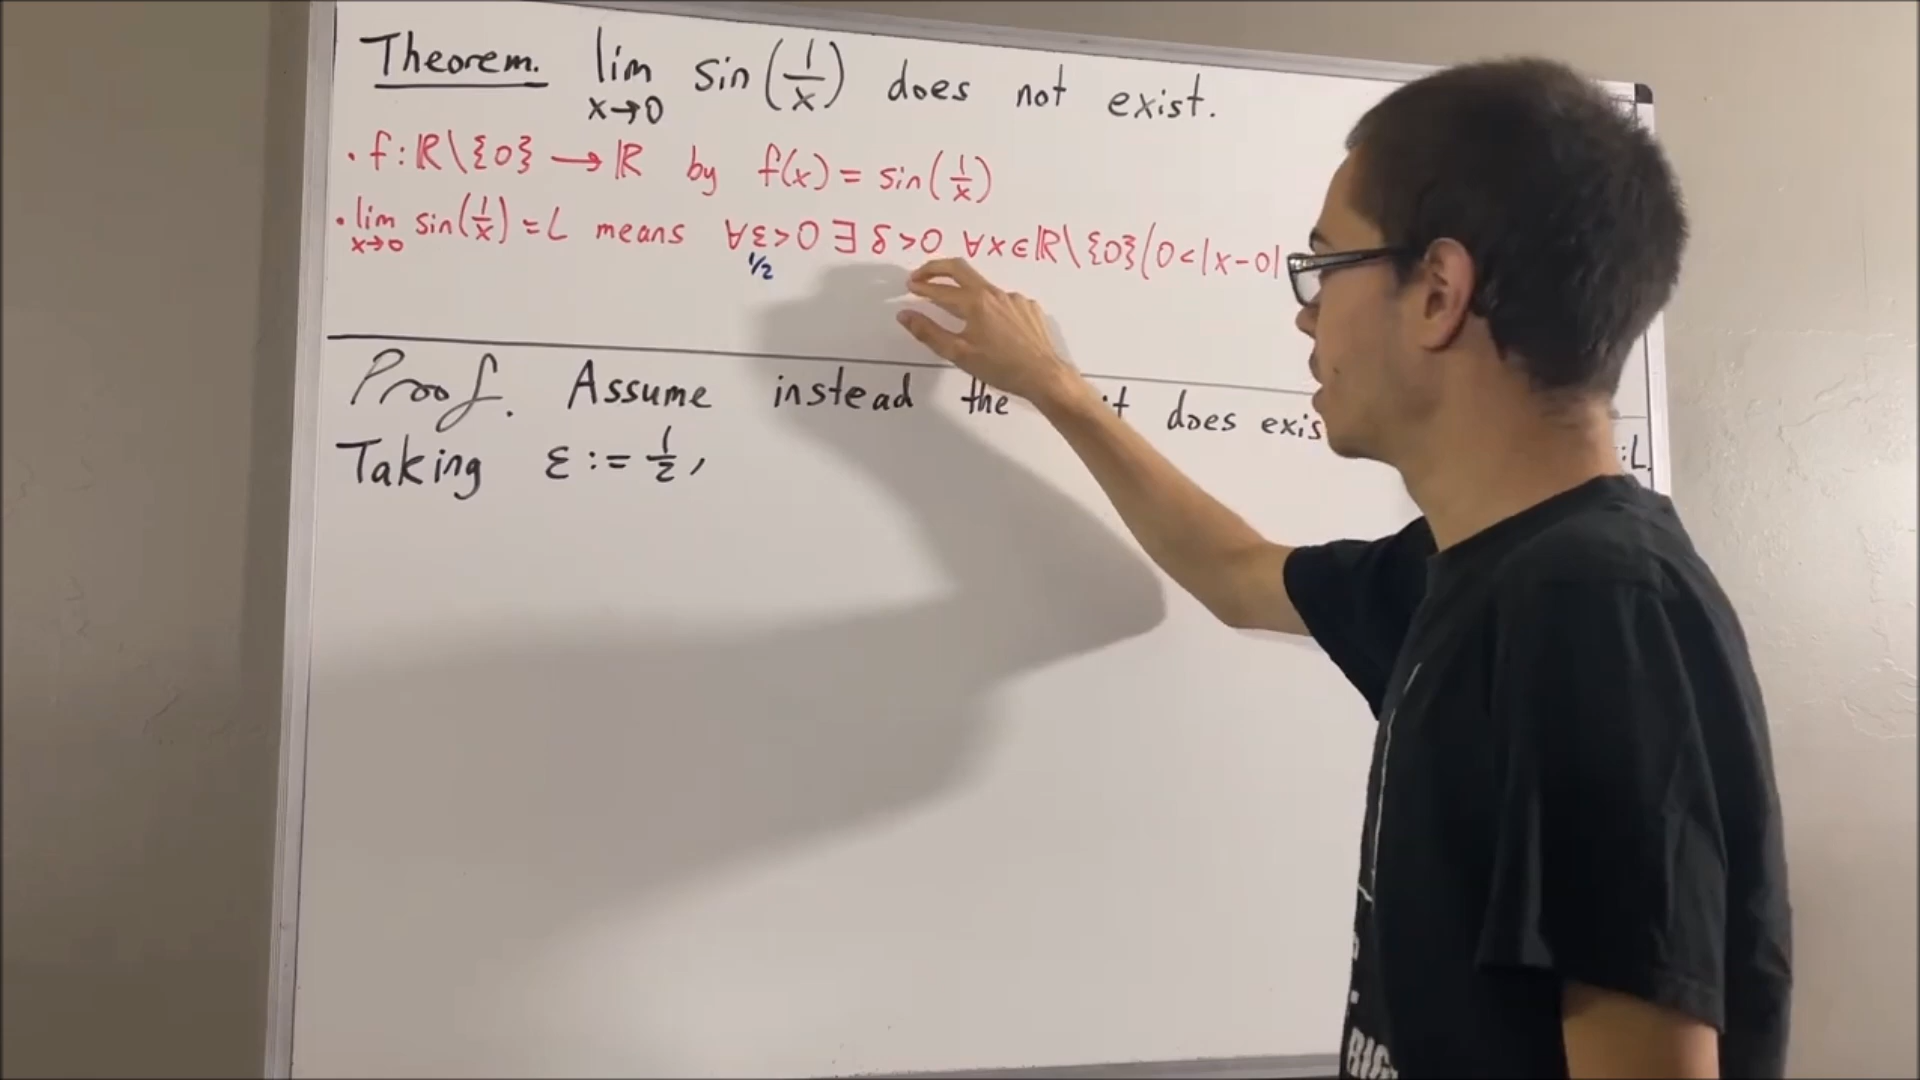 Theorem. lim x→0 sin(1/x) does not exist.
• f:ℝ\{0} → ℝ by f(x) = sin(1/x)
• lim x→0 sin(1/x) = L means ∀ε>0 ∃ δ>0 ∀x∈ℝ\{0}(0<|x-0|
1/2
Proof. Assume instead the does exis
:L.
Taking ε := 1/2,
BIG